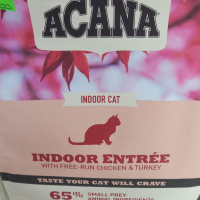 ACANA
INDOOR CAT
INDOOR ENTRÉE
WITH FREE-RUN CHICKEN & TURKEY
TASTE YOUR CAT WILL CRAVE
65% SMALL PREY
ANIMAL INGREDIENTS